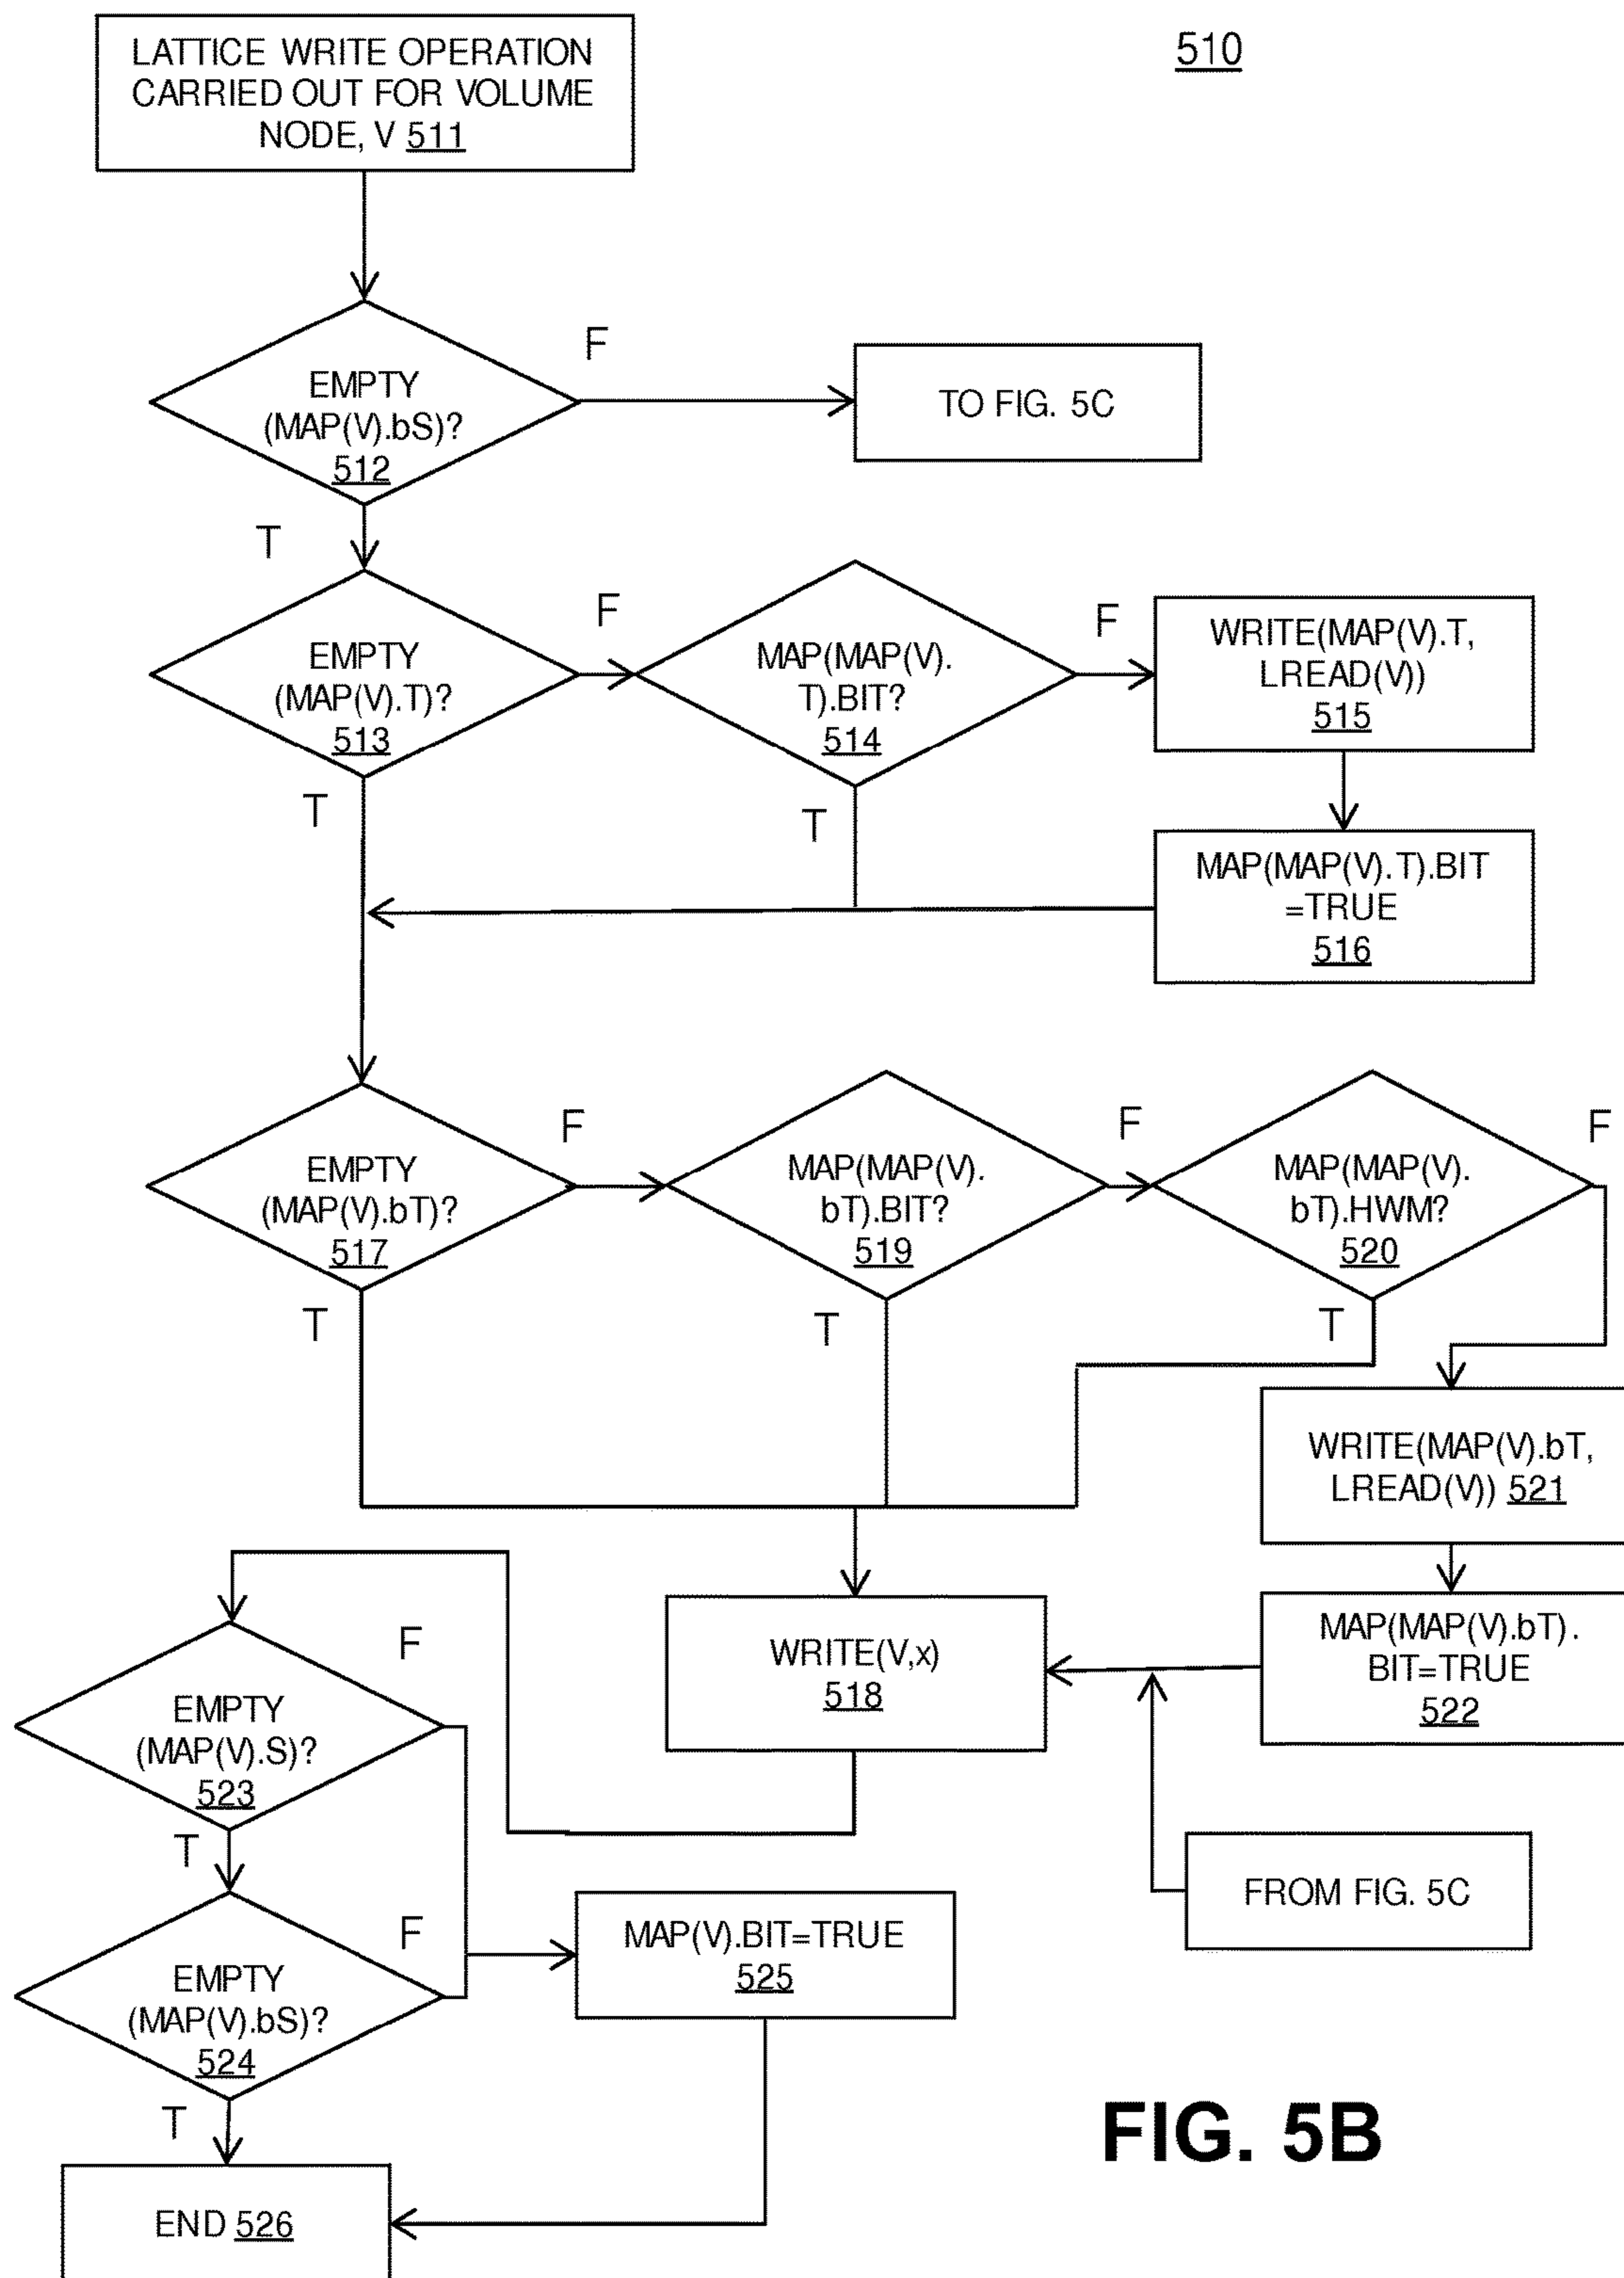 510
LATTICE WRITE OPERATION
CARRIED OUT FOR VOLUME
NODE, V 511
EMPTY
(MAP(V).bS)?
512
F
TO FIG. 5C
T
EMPTY
(MAP(V).T)?
513
F
MAP(MAP(V).
T).BIT?
514
F
WRITE(MAP(V).T,
LREAD(V))
515
T
T
MAP(MAP(V).T).BIT
=TRUE
516
EMPTY
(MAP(V).bT)?
517
F
MAP(MAP(V).
bT).BIT?
519
F
MAP(MAP(V).
bT).HWM?
520
F
T
T
T
WRITE(MAP(V).bT,
LREAD(V)) 521
WRITE(V,x)
518
MAP(MAP(V).bT).
BIT=TRUE
522
FROM FIG. 5C
EMPTY
(MAP(V).S)?
523
F
T
EMPTY
(MAP(V).bS)?
524
F
MAP(V).BIT=TRUE
525
T
END 526
FIG. 5B